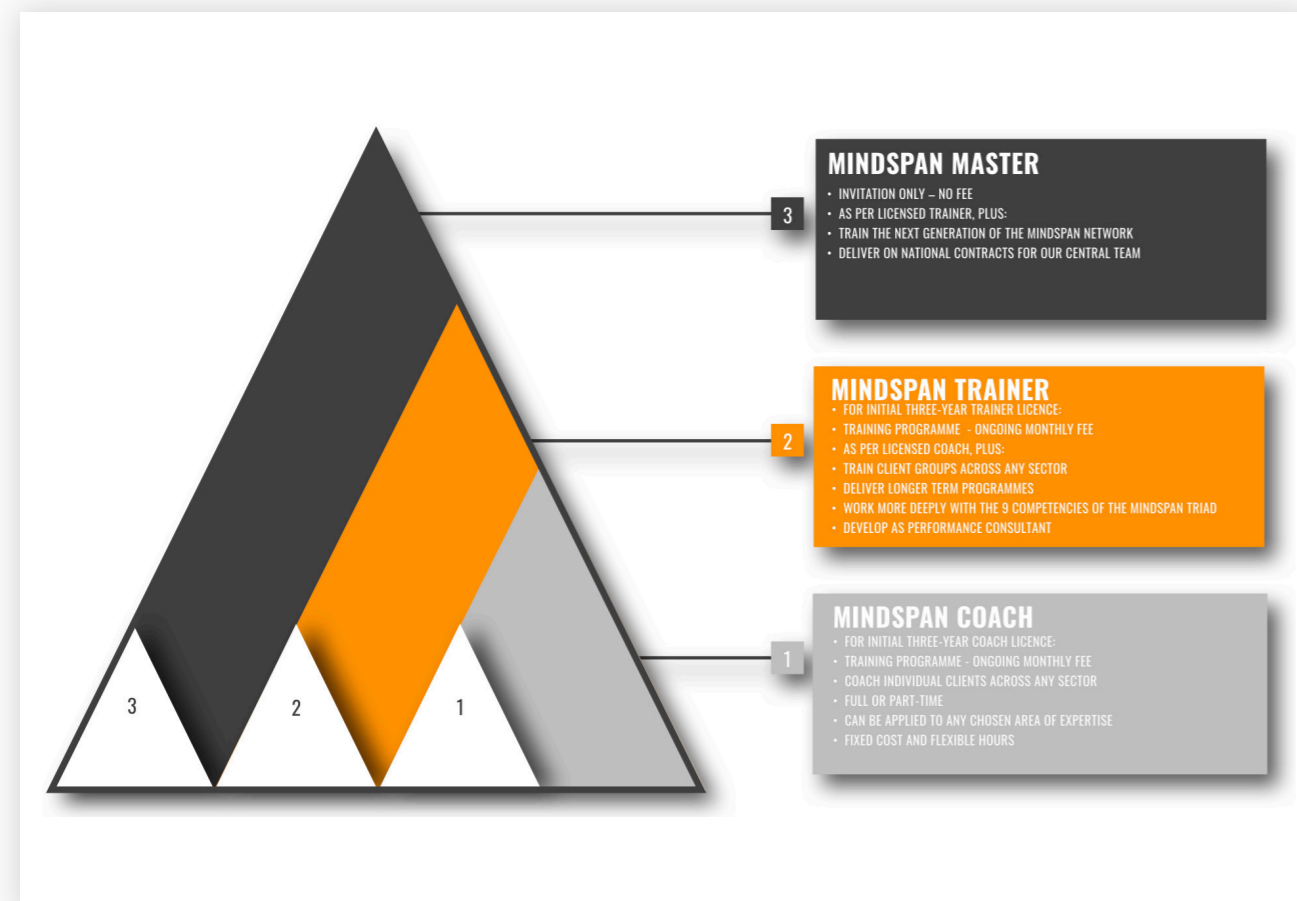 MINDSPAN MASTER
• INVITATION ONLY – NO FEE
• AS PER LICENSED TRAINER, PLUS:
• TRAIN THE NEXT GENERATION OF THE MINDSPAN NETWORK
• DELIVER ON NATIONAL CONTRACTS FOR OUR CENTRAL TEAM
3
MINDSPAN TRAINER
• FOR INITIAL THREE-YEAR TRAINER LICENCE:
• TRAINING PROGRAMME - ONGOING MONTHLY FEE
• AS PER LICENSED COACH, PLUS:
• TRAIN CLIENT GROUPS ACROSS ANY SECTOR
• DELIVER LONGER TERM PROGRAMMES
• WORK MORE DEEPLY WITH THE 9 COMPETENCIES OF THE MINDSPAN TRIAD
• DEVELOP AS PERFORMANCE CONSULTANT
2
MINDSPAN COACH
• FOR INITIAL THREE-YEAR COACH LICENCE:
• TRAINING PROGRAMME - ONGOING MONTHLY FEE
• COACH INDIVIDUAL CLIENTS ACROSS ANY SECTOR
• FULL OR PART-TIME
• CAN BE APPLIED TO ANY CHOSEN AREA OF EXPERTISE
• FIXED COST AND FLEXIBLE HOURS
1
3
2
1